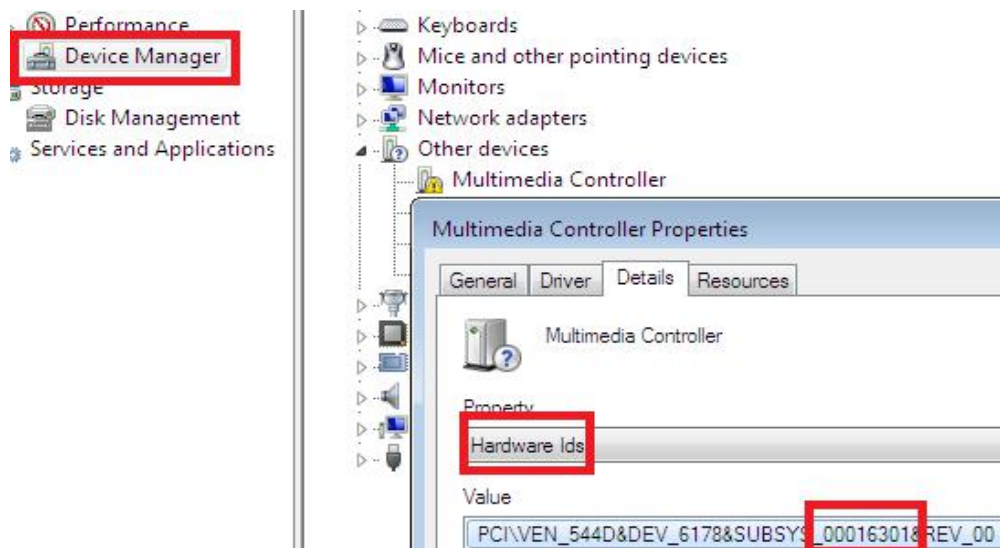 Performance
Device Manager
Storage
Disk Management
Services and Applications
Keyboards
Mice and other pointing devices
Monitors
Network adapters
Other devices
Multimedia Controller
Multimedia Controller Properties
General Driver Details Resources
Multimedia Controller
Property
Hardware Ids
Value
PCI\VEN_544D&DEV_6178&SUBSYS_00016301&REV_00